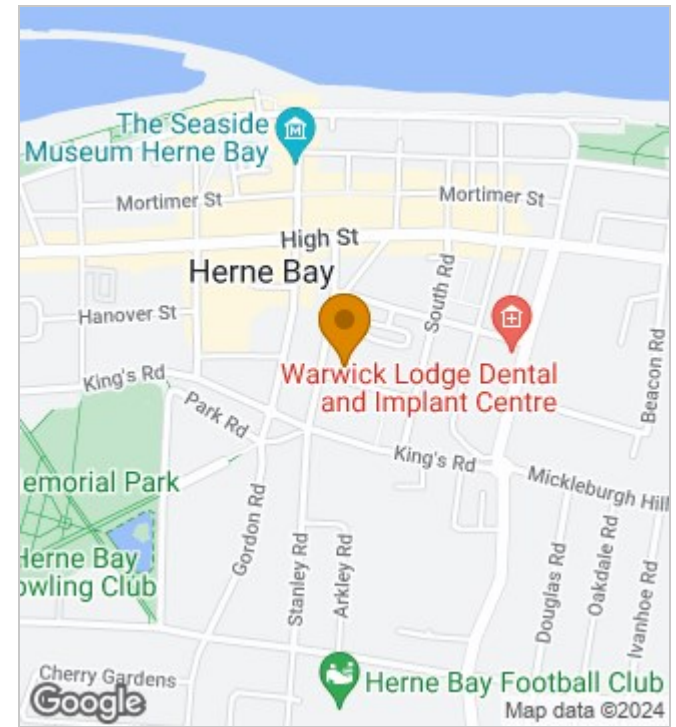 The Seaside
Museum Herne Bay
Mortimer St
Mortimer St
High St
Herne Bay
South Rd
Hanover St
Warwick Lodge Dental
and Implant Centre
Beacon Rd
King's Rd
Park Rd
King's Rd
Mickleburgh Hill
emorial Park
Gordon Rd
Stanley Rd
Arkley Rd
Herne Bay
owling Club
Douglas Rd
Oakdale Rd
Ivanhoe Rd
Cherry Gardens
Herne Bay Football Club
Google
Map data ©2024